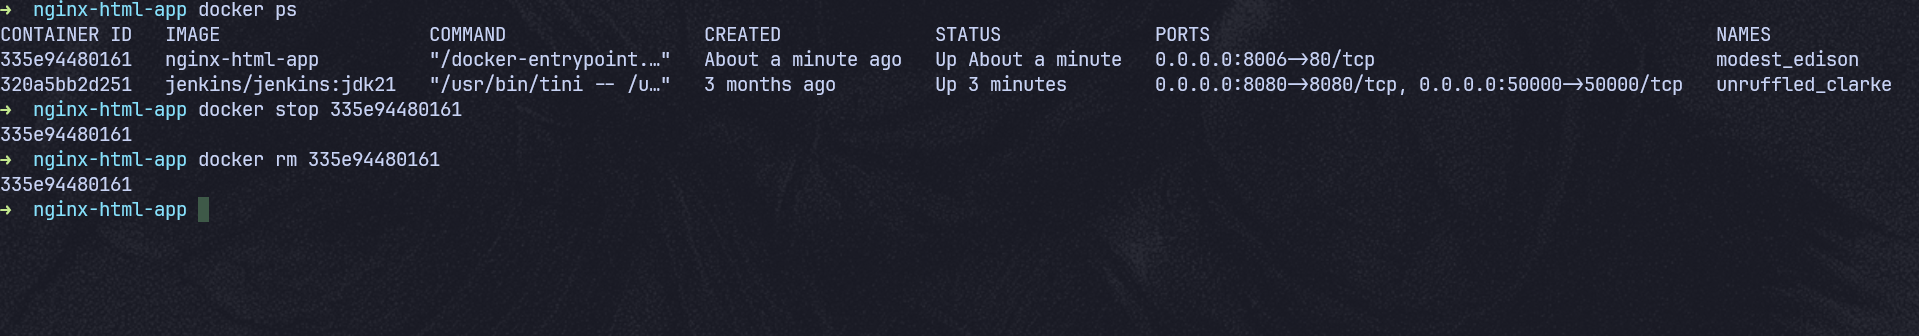 → nginx-html-app docker ps
CONTAINER ID   IMAGE                 COMMAND                  CREATED              STATUS              PORTS                                              NAMES
335e94480161   nginx-html-app        "/docker-entrypoint.…"   About a minute ago   Up About a minute   0.0.0.0:8006->80/tcp                               modest_edison
320a5bb2d251   jenkins/jenkins:jdk21   "/usr/bin/tini -- /u…"   3 months ago         Up 3 minutes        0.0.0.0:8080->8080/tcp, 0.0.0.0:50000->50000/tcp   unruffled_clarke
→ nginx-html-app docker stop 335e94480161
335e94480161
→ nginx-html-app docker rm 335e94480161
335e94480161
→ nginx-html-app